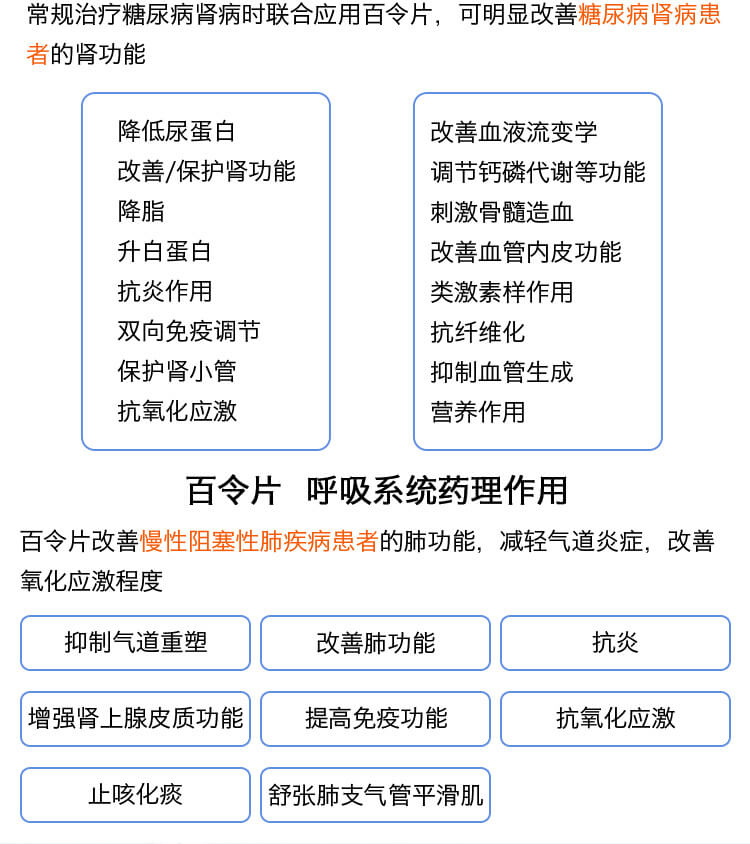 常规治疗糖尿病肾病时联合应用百令片，可明显改善糖尿病肾病患
者的肾功能
降低尿蛋白
改善/保护肾功能
降脂
升白蛋白
抗炎作用
双向免疫调节
保护肾小管
抗氧化应激
改善血液流变学
调节钙磷代谢等功能
刺激骨髓造血
改善血管内皮功能
类激素样作用
抗纤维化
抑制血管生成
营养作用
百令片 呼吸系统药理作用
百令片改善慢性阻塞性肺疾病患者的肺功能，减轻气道炎症，改善
氧化应激程度
抑制气道重塑
改善肺功能
抗炎
增强肾上腺皮质功能
提高免疫功能
抗氧化应激
止咳化痰
舒张肺支气管平滑肌